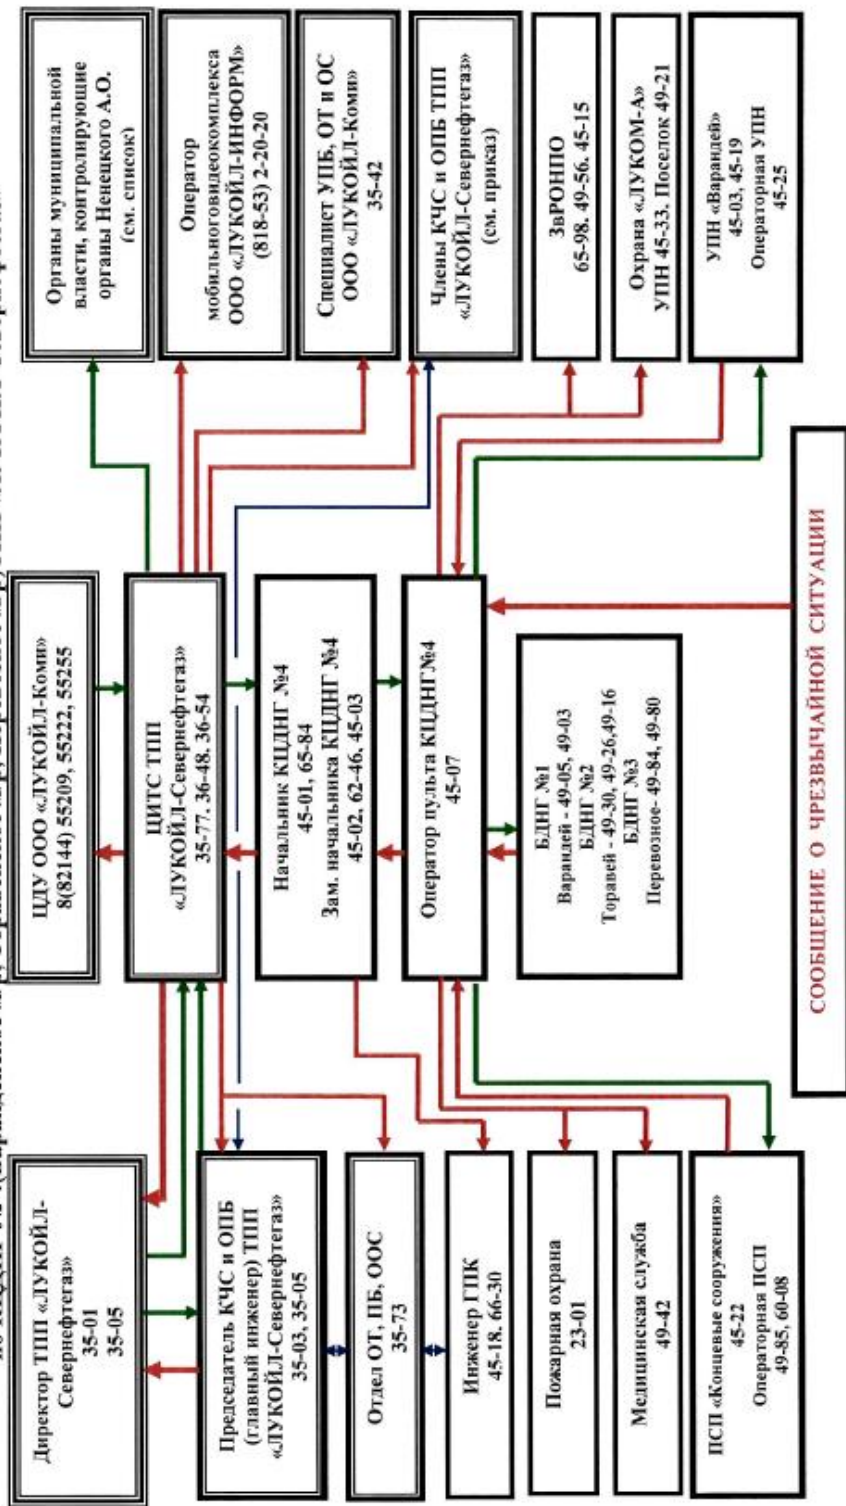 Директор ТПП «ЛУКОЙЛ-
Севернефтегаз»
35-01
35-05
Председатель КЧС и ОПБ
(главный инженер) ТПП
«ЛУКОЙЛ-Севернефтегаз»
35-03, 35-05
Отдел ОТ, ПБ, ООС
35-73
Инженер ГПК
45-18. 66-30
Пожарная охрана
23-01
Медицинская служба
49-42
ПСП «Концевые сооружения»
45-22
Операторная ПСП
49-85, 60-08
ЦДУ ООО «ЛУКОЙЛ-Коми»
8(82144) 55209, 55222, 55255
ЦИТС ТПП
«ЛУКОЙЛ-Севернефтегаз»
35-77. 36-48. 36-54
Начальник КЦДНГ №4
45-01, 65-84
Зам. начальника КЦДНГ №4
45-02. 62-46. 45-03
Оператор пульта КЦДНГ№4
45-07
БДНГ №1
Варандей - 49-05, 49-03
БДНГ №2
Торавей - 49-30, 49-26,49-16
БДНГ №3
Перевозное- 49-84, 49-80
Органы муниципальной
власти, контролирующие
органы Ненецкого А.О.
(см. список)
Оператор
мобильноговидеокомплекса
ООО «ЛУКОЙЛ-ИНФОРМ»
(818-53) 2-20-20
Специалист УПБ, ОТ и ОС
ООО «ЛУКОЙЛ-Коми»
35-42
Члены КЧС и ОПБ ТПП
«ЛУКОЙЛ-Севернефтегаз»
(см. приказ)
ЗвРОНПО
65-98. 49-56. 45-15
Охрана «ЛУКОМ-А»
УПН 45-33. Поселок 49-21
УПН «Варандей»
45-03, 45-19
Операторная УПН
45-25
СООБЩЕНИЕ О ЧРЕЗВЫЧАЙНОЙ СИТУАЦИИ